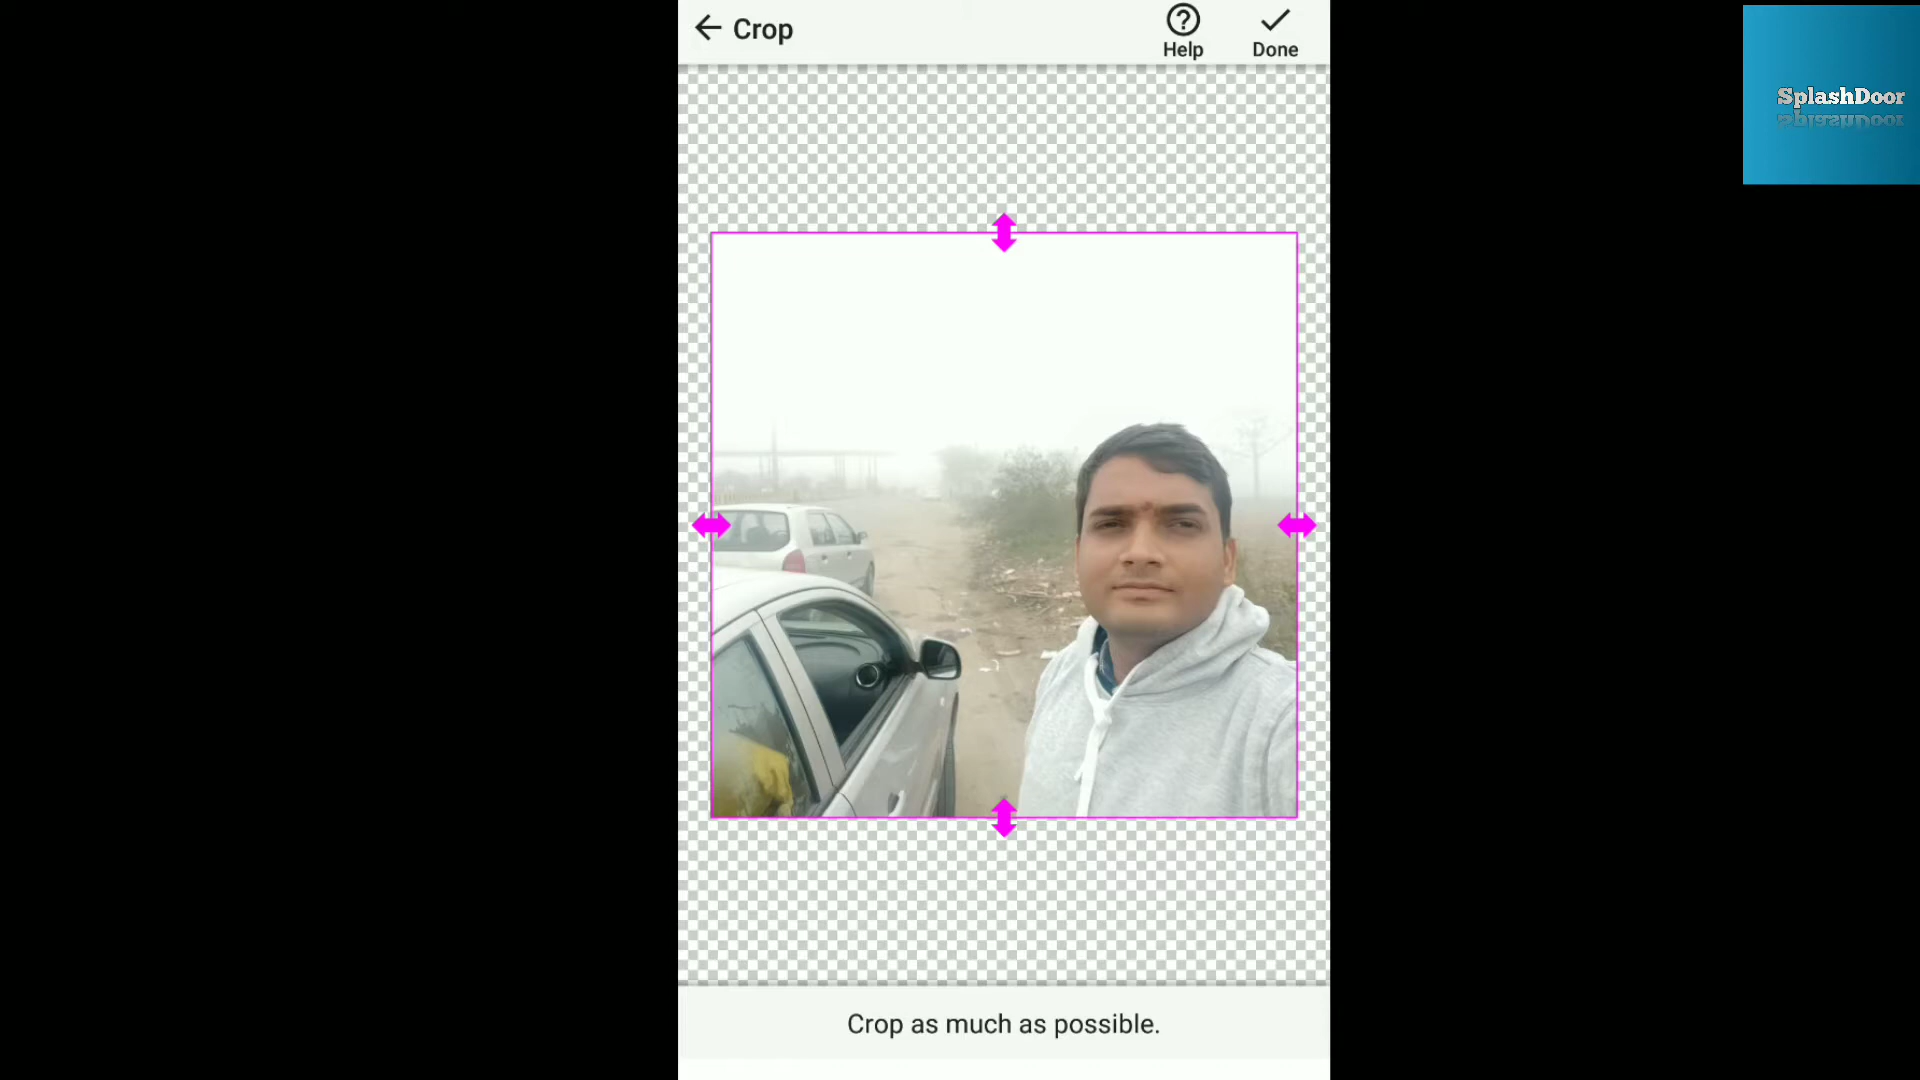 Crop
Help
Done
SplashDoor
Crop as much as possible.